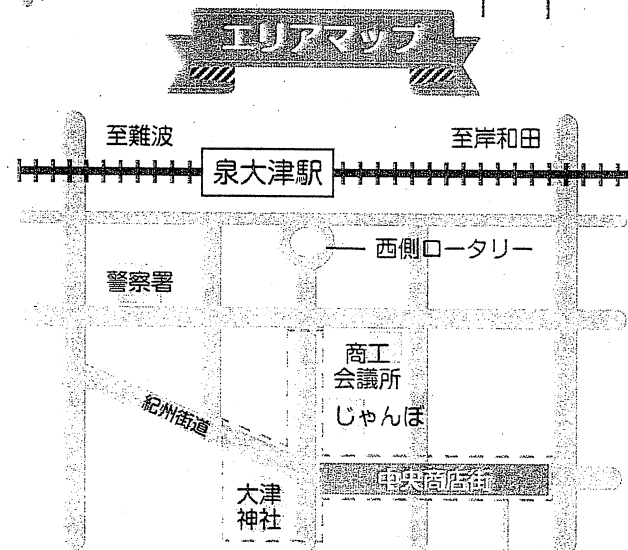 エリアマップ
至難波
至岸和田
泉大津駅
西側ロータリー
警察署
商工
会議所
じゃんぼ
紀州街道
中央商店街
大津
神社